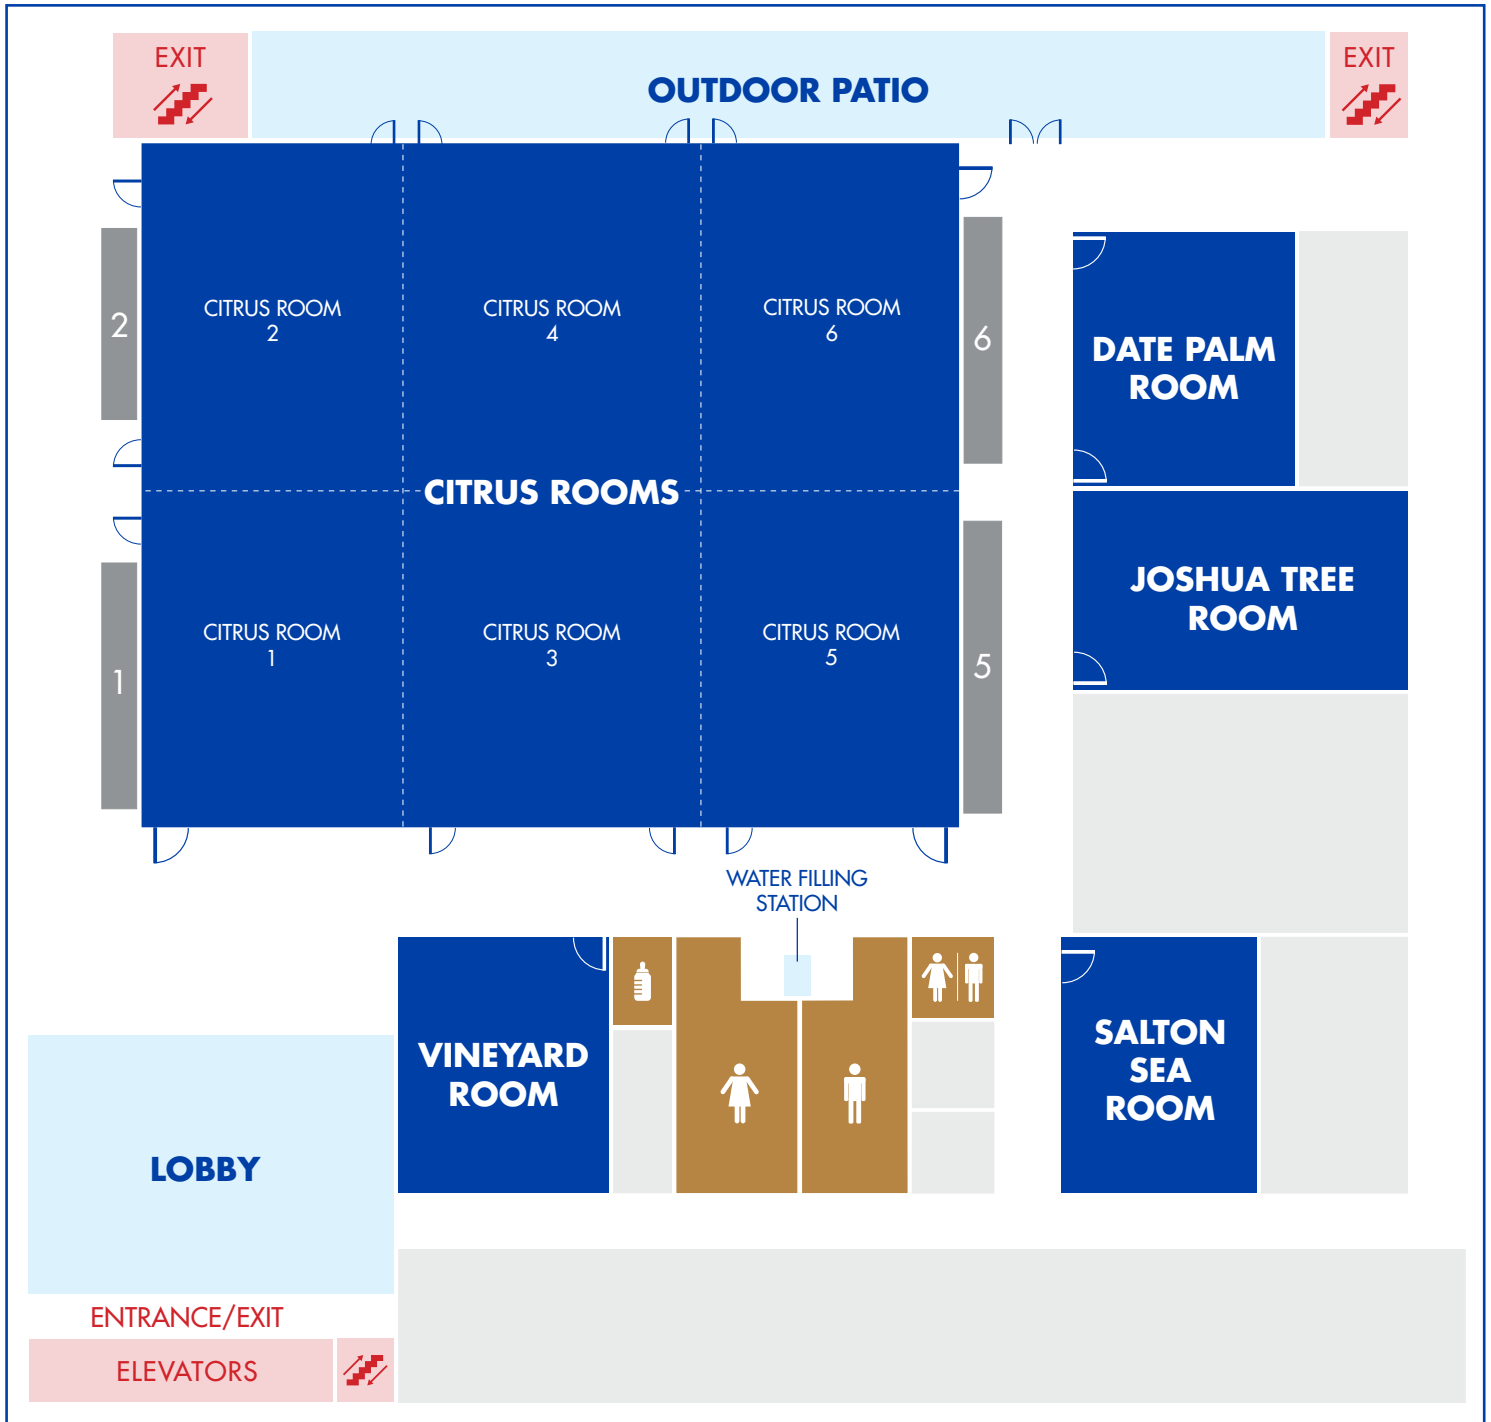 EXIT
OUTDOOR PATIO
EXIT
2
CITRUS ROOM
2
CITRUS ROOM
4
CITRUS ROOM
6
6
DATE PALM
ROOM
CITRUS ROOMS
JOSHUA TREE
ROOM
1
CITRUS ROOM
1
CITRUS ROOM
3
CITRUS ROOM
5
5
WATER FILLING
STATION
VINEYARD
ROOM
SALTON
SEA
ROOM
LOBBY
ENTRANCE/EXIT
ELEVATORS